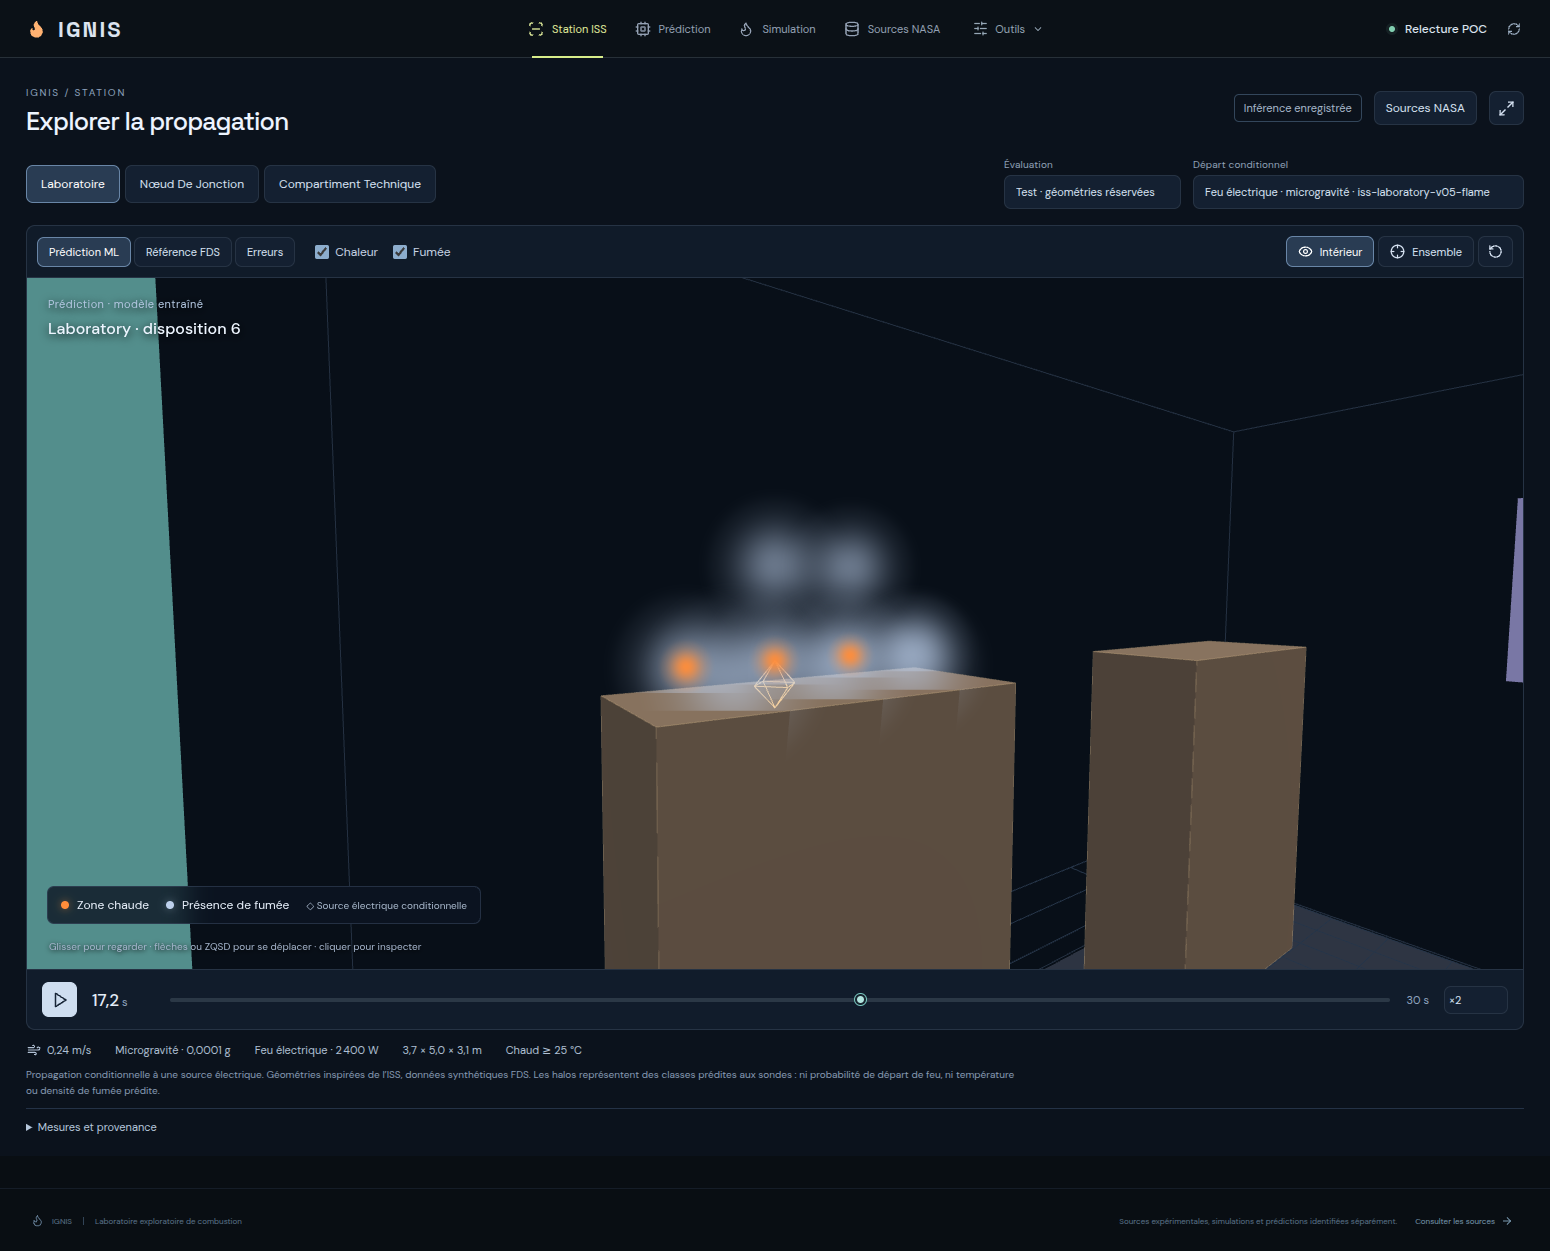 IGNIS
Station ISS
Prédiction
Simulation
Sources NASA
Outils
Relecture POC
IGNIS / STATION
Explorer la propagation
Inférence enregistrée
Sources NASA
Laboratoire
Nœud De Jonction
Compartiment Technique
Évaluation
Test · géométries réservées
Départ conditionnel
Feu électrique · microgravité · iss-laboratory-v05-flame
Prédiction ML
Référence FDS
Erreurs
Chaleur
Fumée
Intérieur
Ensemble
Prédiction · modèle entraîné
Laboratory · disposition 6
Zone chaude
Présence de fumée
◇ Source électrique conditionnelle
Glisser pour regarder · flèches ou ZQSD pour se déplacer · cliquer pour inspecter
17,2 s
30 s
×2
0,24 m/s
Microgravité · 0,0001 g
Feu électrique · 2 400 W
3,7 × 5,0 × 3,1 m
Chaud ≥ 25 °C
Propagation conditionnelle à une source électrique. Géométries inspirées de l'ISS, données synthétiques FDS. Les halos représentent des classes prédites aux sondes : ni probabilité de départ de feu, ni température
ou densité de fumée prédite.
Mesures et provenance
IGNIS | Laboratoire exploratoire de combustion
Sources expérimentales, simulations et prédictions identifiées séparément.
Consulter les sources